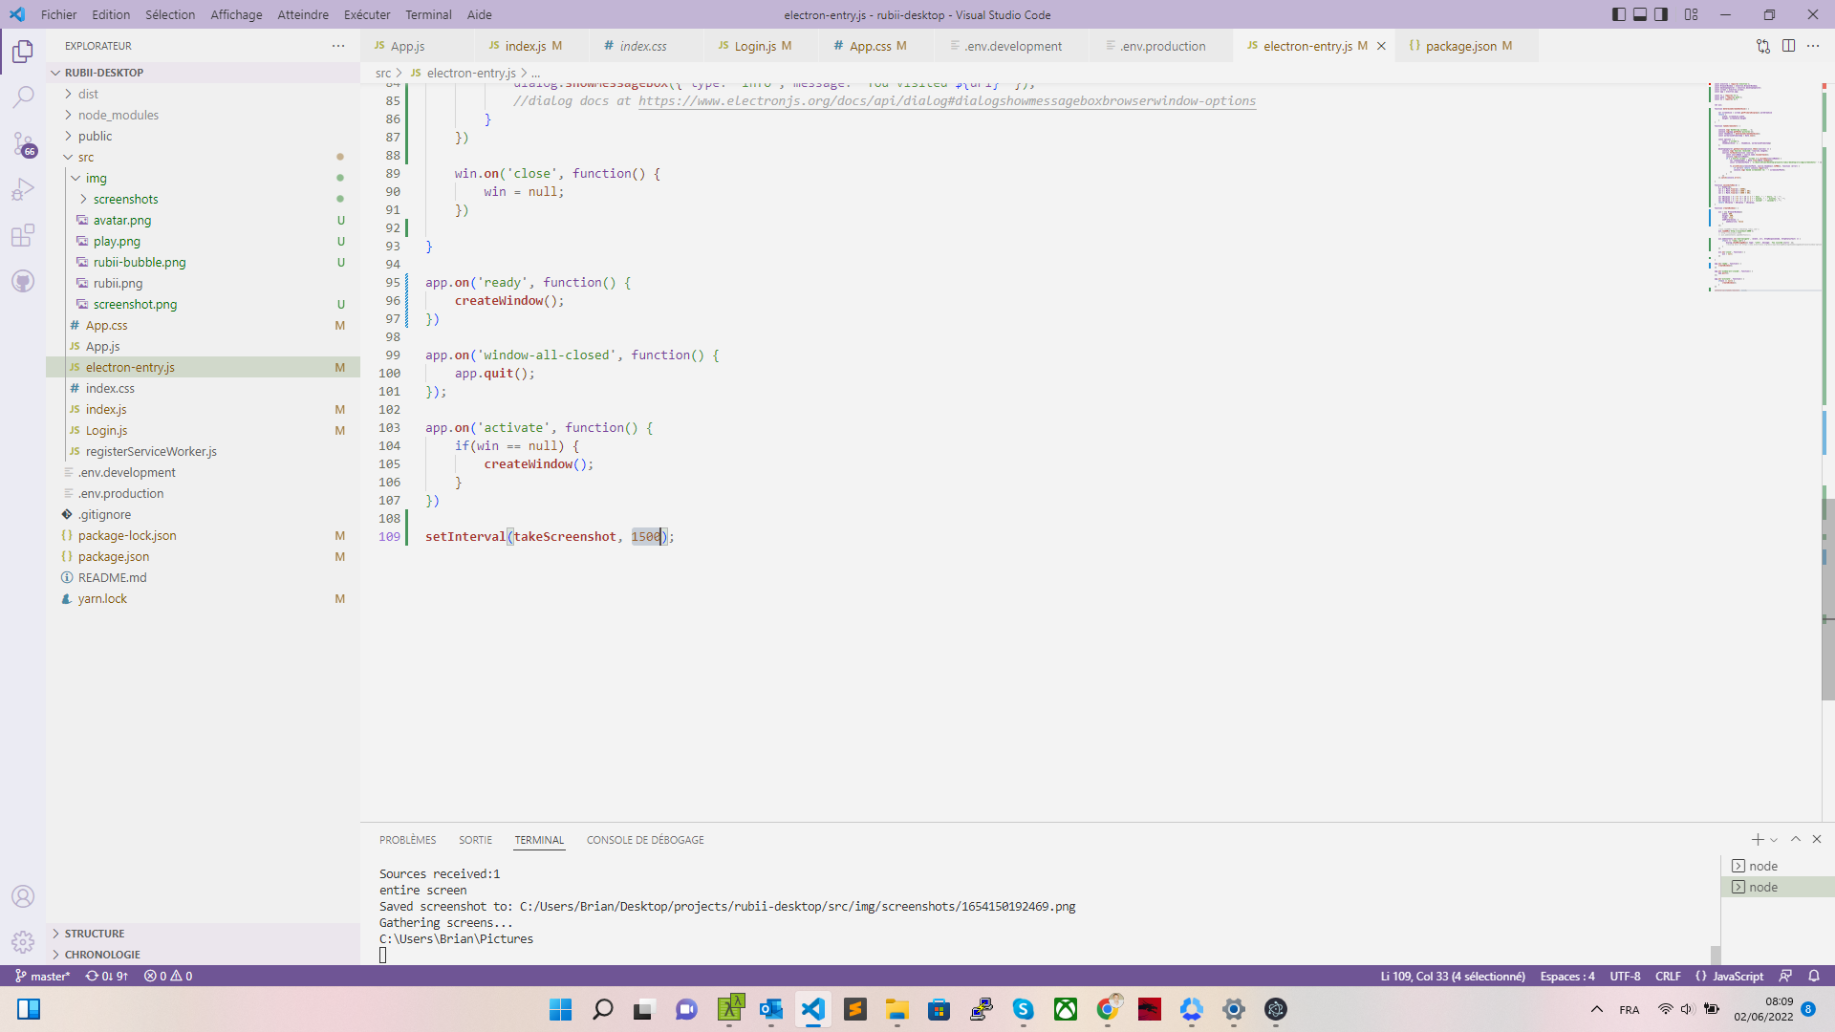 Fichier Edition Sélection Affichage Atteindre Exécuter Terminal Aide
electron-entry.js - rubii-desktop - Visual Studio Code
EXPLORATEUR
App.js
index.js M
index.css
Login.js M
App.css M
.env.development
.env.production
electron-entry.js M
package.json M
src > JS electron-entry.js > ...
RUBII-DESKTOP
dist
node_modules
public
src
img
screenshots
avatar.png U
play.png U
rubii-bubble.png U
rubii.png
screenshot.png U
App.css M
App.js
electron-entry.js M
index.css
index.js M
Login.js M
registerServiceWorker.js
.env.development
.env.production
.gitignore
package-lock.json M
package.json M
README.md
yarn.lock M
STRUCTURE
CHRONOLOGIE
66
84 dialog.showMessageBox({ type: "info", message: `You visited ${url}` });
85 //dialog docs at https://www.electronjs.org/docs/api/dialog#dialogshowmessageboxbrowserwindow-options
86 }
87 })
88
89 win.on('close', function() {
90 win = null;
91 })
92
93 }
94
95 app.on('ready', function() {
96 createWindow();
97 })
98
99 app.on('window-all-closed', function() {
100 app.quit();
101 });
102
103 app.on('activate', function() {
104 if(win == null) {
105 createWindow();
106 }
107 })
108
109 setInterval(takeScreenshot, 1500);
PROBLÈMES SORTIE TERMINAL CONSOLE DE DÉBOGAGE
Sources received:1
entire screen
Saved screenshot to: C:/Users/Brian/Desktop/projects/rubii-desktop/src/img/screenshots/1654150192469.png
Gathering screens...
C:\Users\Brian\Pictures
node
node
master* 0↓ 9↑ 0 0
Li 109, Col 33 (4 sélectionné) Espaces : 4 UTF-8 CRLF {} JavaScript
FRA
08:09
02/06/2022
8